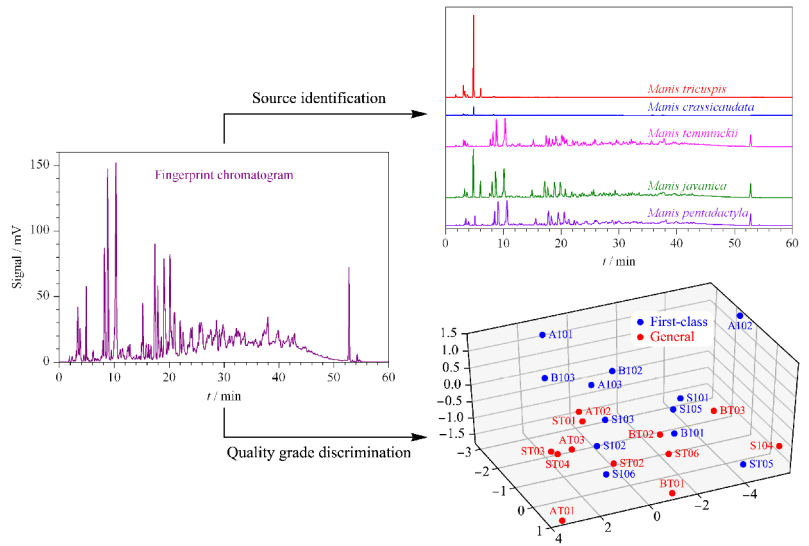 Source identification
Quality grade discrimination
Fingerprint chromatogram
Signal / mV
150
100
50
0
0 10 20 30 40 50 60
t / min
Manis tricuspis
Manis crassicaudata
Manis temminckii
Manis javanica
Manis pentadactyla
0 10 20 30 40 50 60
t / min
First-class
General
A101
A102
B102
B103
A103
S101
S105
BT03
AT02
ST01
S103
BT02
B101
S104
AT03
S102
ST03
ST04
ST02
ST06
ST05
S106
BT01
AT01
1.5
1.0
0.5
0.0
−0.5
−1.0
−1.5
−3
−2
−1
0
1
4
2
0
−2
−4